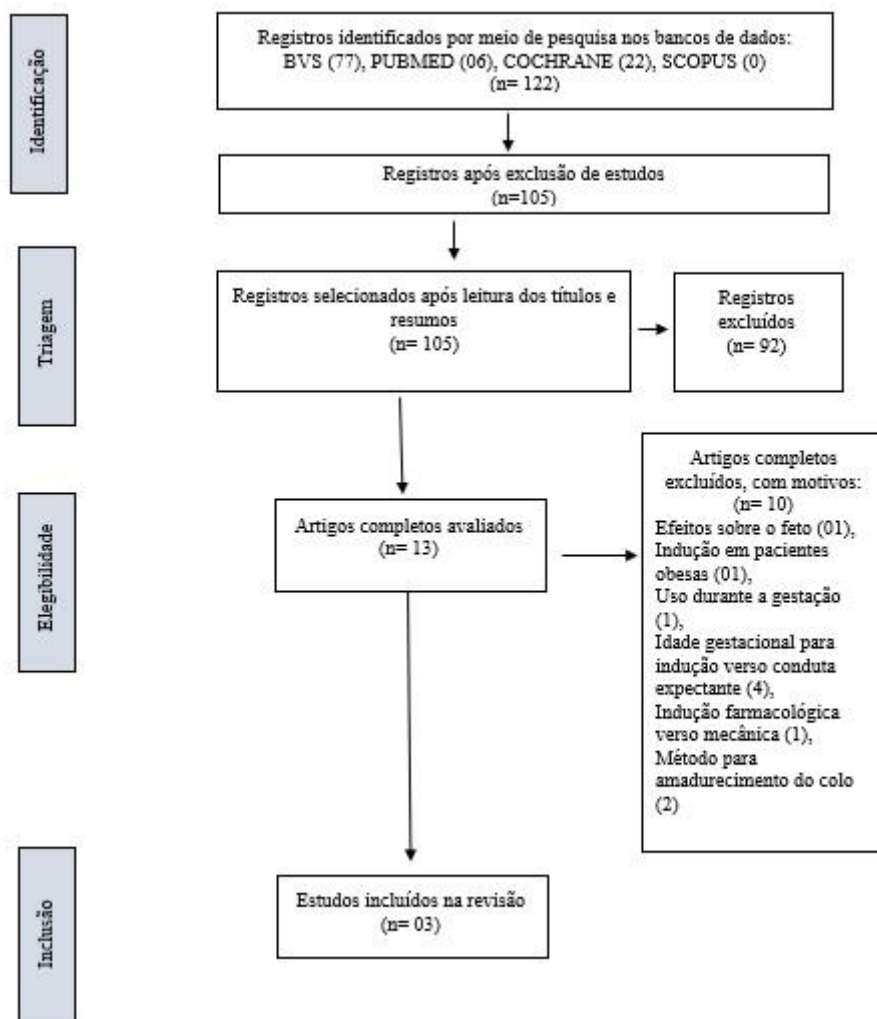 Identificação
Registros identificados por meio de pesquisa nos bancos de dados:
BVS (77), PUBMED (06), COCHRANE (22), SCOPUS (0)
(n= 122)
Registros após exclusão de estudos
(n=105)
Triagem
Registros selecionados após leitura dos títulos e
resumos
(n= 105)
Registros
excluídos
(n= 92)
Elegibilidade
Artigos completos avaliados
(n= 13)
Artigos completos
excluídos, com motivos:
(n= 10)
Efeitos sobre o feto (01),
Indução em pacientes
obesas (01),
Uso durante a gestação
(1),
Idade gestacional para
indução verso conduta
expectante (4),
Indução farmacológica
verso mecânica (1),
Método para
amadurecimento do colo
(2)
Inclusão
Estudos incluídos na revisão
(n= 03)